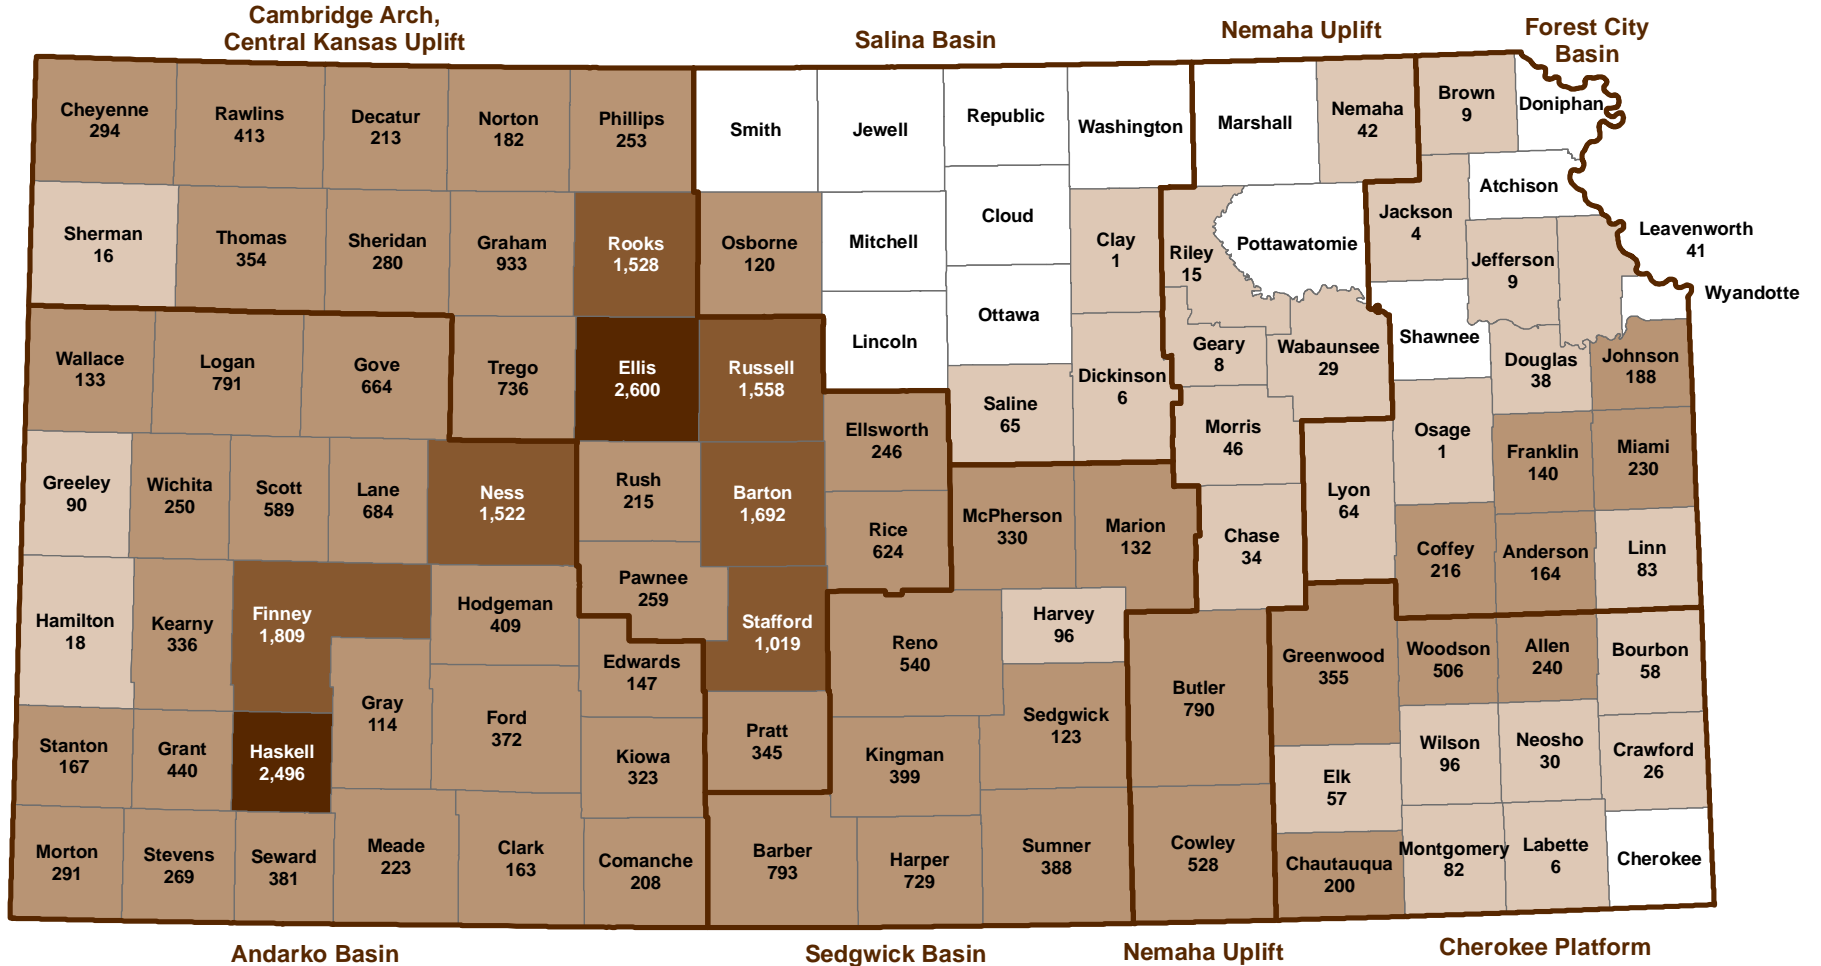 Cambridge Arch,
Central Kansas Uplift
Salina Basin
Nemaha Uplift
Forest City
Basin
Cheyenne
294
Rawlins
413
Decatur
213
Norton
182
Phillips
253
Smith
Jewell
Republic
Washington
Marshall
Nemaha
42
Brown
9
Doniphan
Atchison
Sherman
16
Thomas
354
Sheridan
280
Graham
933
Rooks
1,528
Osborne
120
Mitchell
Cloud
Clay
1
Riley
15
Pottawatomie
Jackson
4
Jefferson
9
Leavenworth
41
Wyandotte
Wallace
133
Logan
791
Gove
664
Trego
736
Ellis
2,600
Russell
1,558
Lincoln
Ottawa
Saline
65
Dickinson
6
Geary
8
Wabaunsee
29
Shawnee
Douglas
38
Johnson
188
Greeley
90
Wichita
250
Scott
589
Lane
684
Ness
1,522
Rush
215
Barton
1,692
Ellsworth
246
Rice
624
McPherson
330
Marion
132
Morris
46
Chase
34
Lyon
64
Osage
1
Franklin
140
Miami
230
Coffey
216
Anderson
164
Linn
83
Hamilton
18
Kearny
336
Finney
1,809
Hodgeman
409
Pawnee
259
Stafford
1,019
Edwards
147
Gray
114
Ford
372
Kiowa
323
Pratt
345
Reno
540
Harvey
96
Sedgwick
123
Kingman
399
Butler
790
Greenwood
355
Woodson
506
Allen
240
Bourbon
58
Stanton
167
Grant
440
Haskell
2,496
Elk
57
Wilson
96
Neosho
30
Crawford
26
Morton
291
Stevens
269
Seward
381
Meade
223
Clark
163
Comanche
208
Barber
793
Harper
729
Sumner
388
Cowley
528
Chautauqua
200
Montgomery
82
Labette
6
Cherokee
Andarko Basin
Sedgwick Basin
Nemaha Uplift
Cherokee Platform